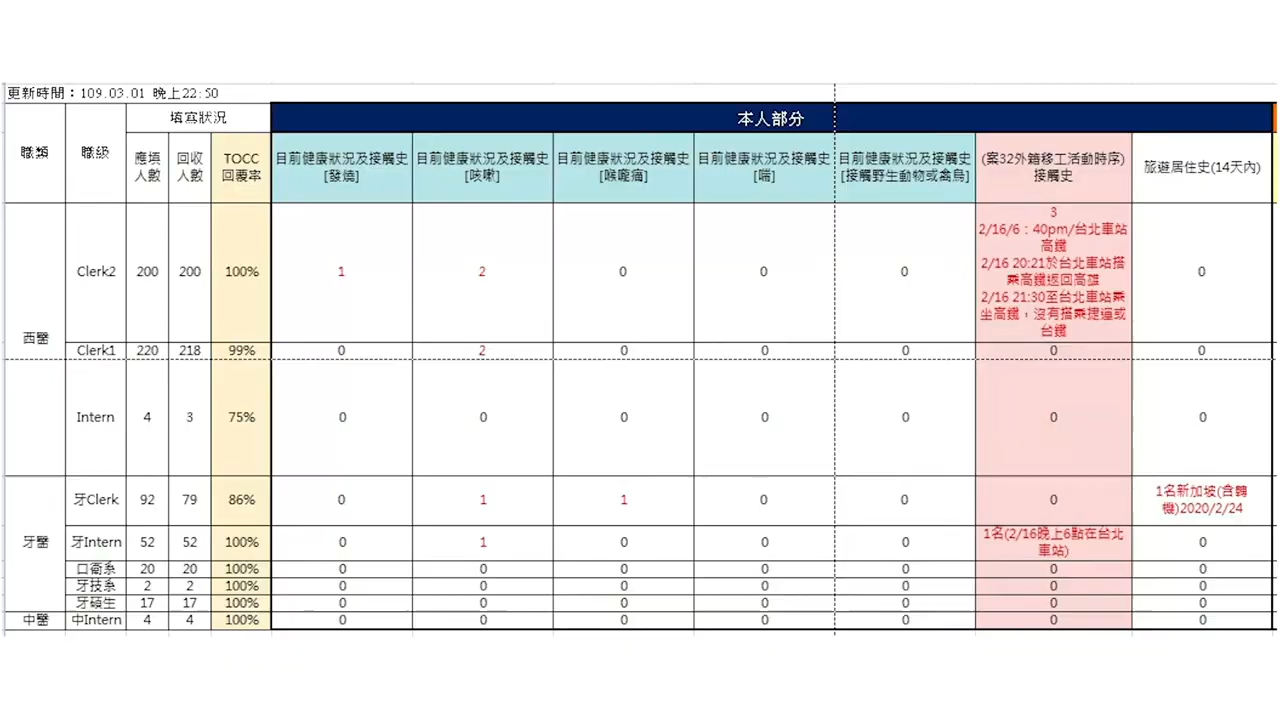 更新時間：109.03.01 晚上22:50
填寫狀況
本人部分
職類
職級
應填
人數
回收
人數
TOCC
回覆率
目前健康狀況及接觸史
[發燒]
目前健康狀況及接觸史
[咳嗽]
目前健康狀況及接觸史
[喉嚨痛]
目前健康狀況及接觸史
[喘]
目前健康狀況及接觸史
[接觸野生動物或禽鳥]
(案32外籍移工活動時序)
接觸史
旅遊居住史(14天內)
西醫
Clerk2 200 200 100% 1 2 0 0 0
3
2/16/6：40pm/台北車站
高鐵
2/16 20:21於台北車站搭
乘高鐵返回高雄
2/16 21:30至台北車站乘
坐高鐵，沒有搭乘捷運或
台鐵
0
Clerk1 220 218 99% 0 2 0 0 0 0 0
Intern 4 3 75% 0 0 0 0 0 0 0
牙醫
牙Clerk 92 79 86% 0 1 1 0 0 0
1名新加坡(含轉
機)2020/2/24
牙Intern 52 52 100% 0 1 0 0 0
1名(2/16晚上6點在台北
車站)
0
口衛系 20 20 100% 0 0 0 0 0 0 0
牙技系 2 2 100% 0 0 0 0 0 0 0
牙碩生 17 17 100% 0 0 0 0 0 0 0
中醫 中Intern 4 4 100% 0 0 0 0 0 0 0